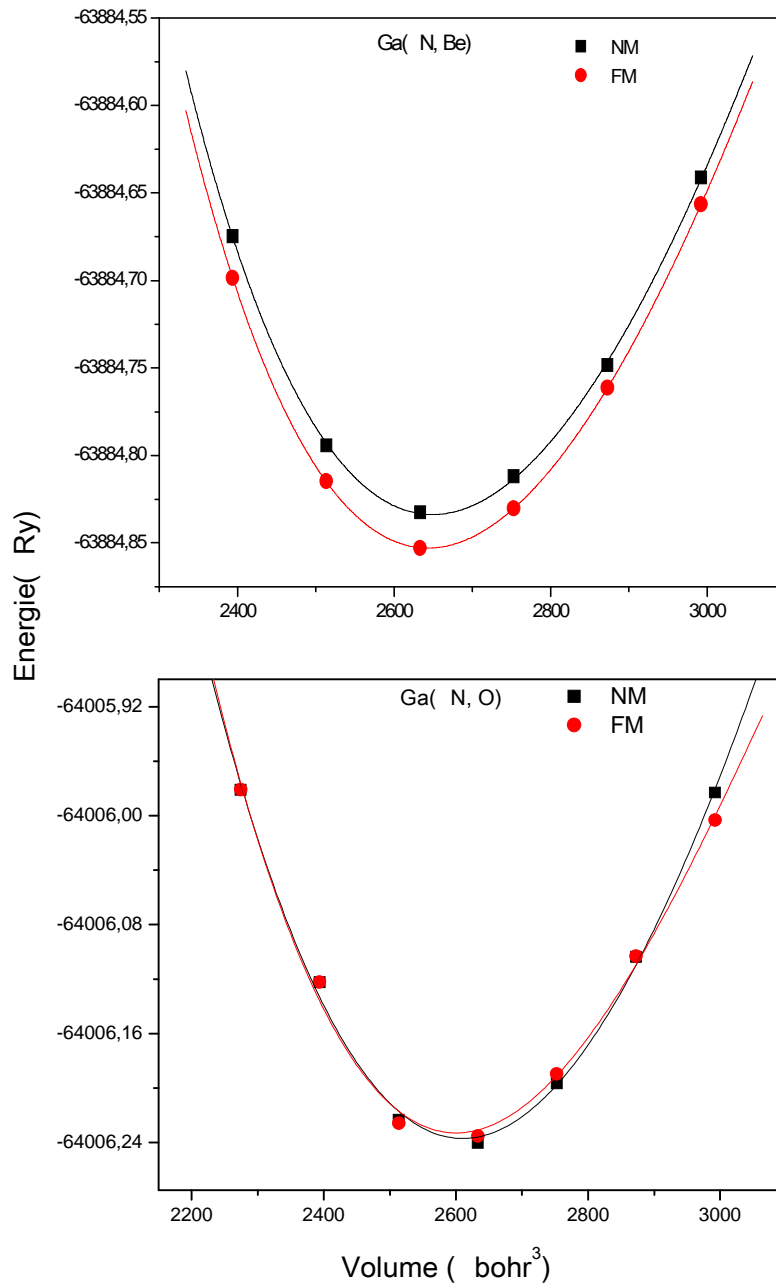 -63884,55
Ga( N, Be)
NM
FM
-63884,60
-63884,65
-63884,70
-63884,75
-63884,80
-63884,85
2400 2600 2800 3000
Energie( Ry)
Ga( N, O)
NM
FM
-64005,92
-64006,00
-64006,08
-64006,16
-64006,24
2200 2400 2600 2800 3000
Volume ( bohr³)